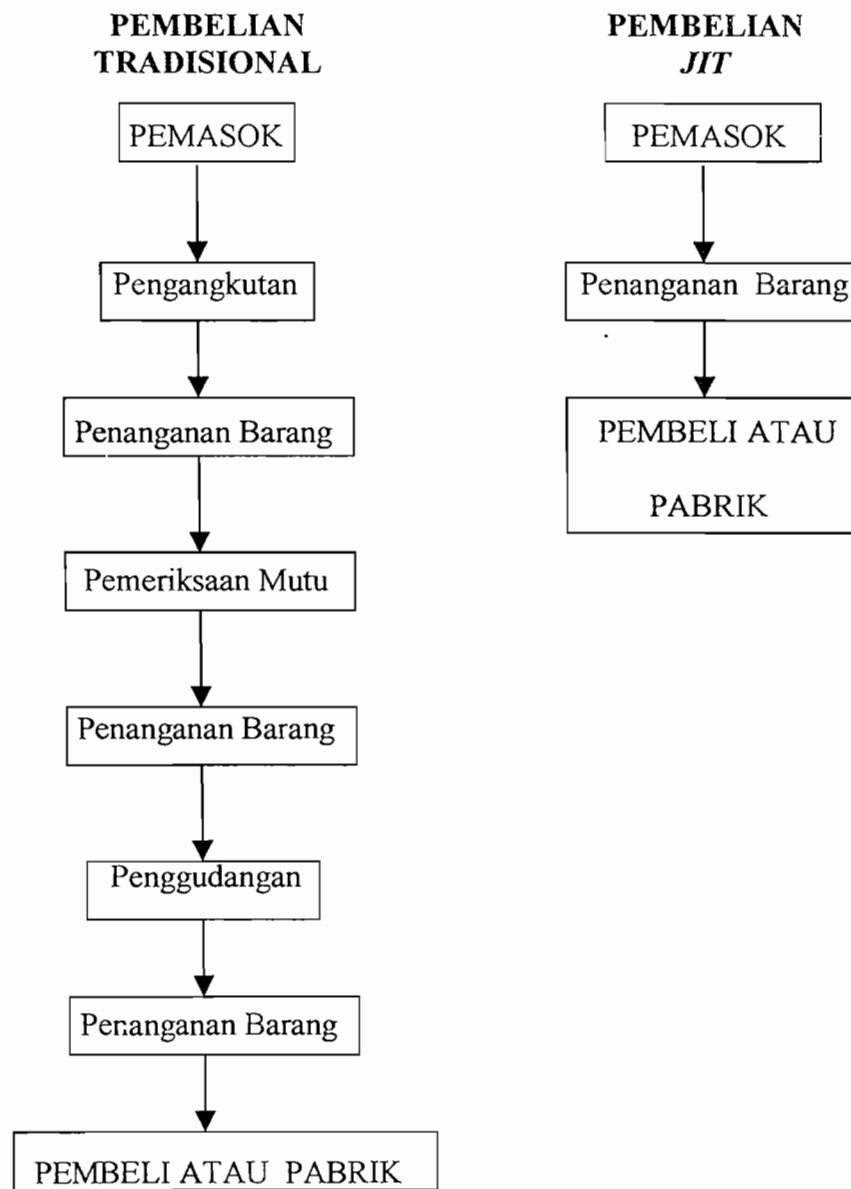 PEMBELIAN
TRADISIONAL
PEMASOK
Pengangkutan
Penanganan Barang
Pemeriksaan Mutu
Penanganan Barang
Penggudangan
Penanganan Barang
PEMBELI ATAU PABRIK
PEMBELIAN
JIT
PEMASOK
Penanganan Barang
PEMBELI ATAU
PABRIK